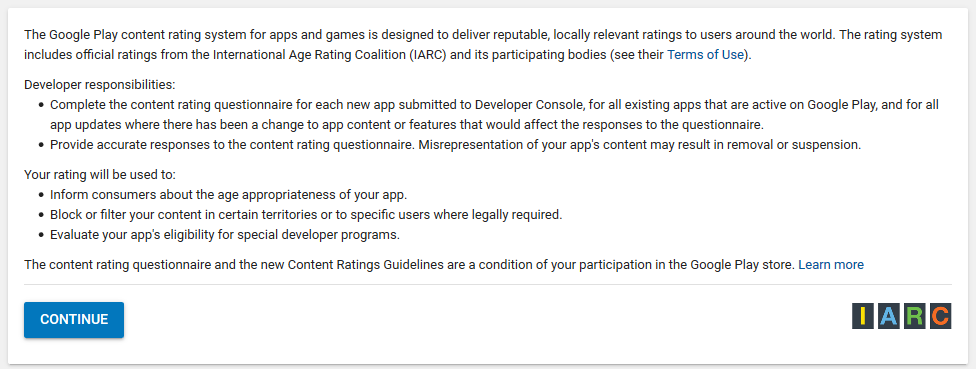 The Google Play content rating system for apps and games is designed to deliver reputable, locally relevant ratings to users around the world. The rating system
includes official ratings from the International Age Rating Coalition (IARC) and its participating bodies (see their Terms of Use).
Developer responsibilities:
• Complete the content rating questionnaire for each new app submitted to Developer Console, for all existing apps that are active on Google Play, and for all
app updates where there has been a change to app content or features that would affect the responses to the questionnaire.
• Provide accurate responses to the content rating questionnaire. Misrepresentation of your app's content may result in removal or suspension.
Your rating will be used to:
• Inform consumers about the age appropriateness of your app.
• Block or filter your content in certain territories or to specific users where legally required.
• Evaluate your app's eligibility for special developer programs.
The content rating questionnaire and the new Content Ratings Guidelines are a condition of your participation in the Google Play store. Learn more
CONTINUE
IARC